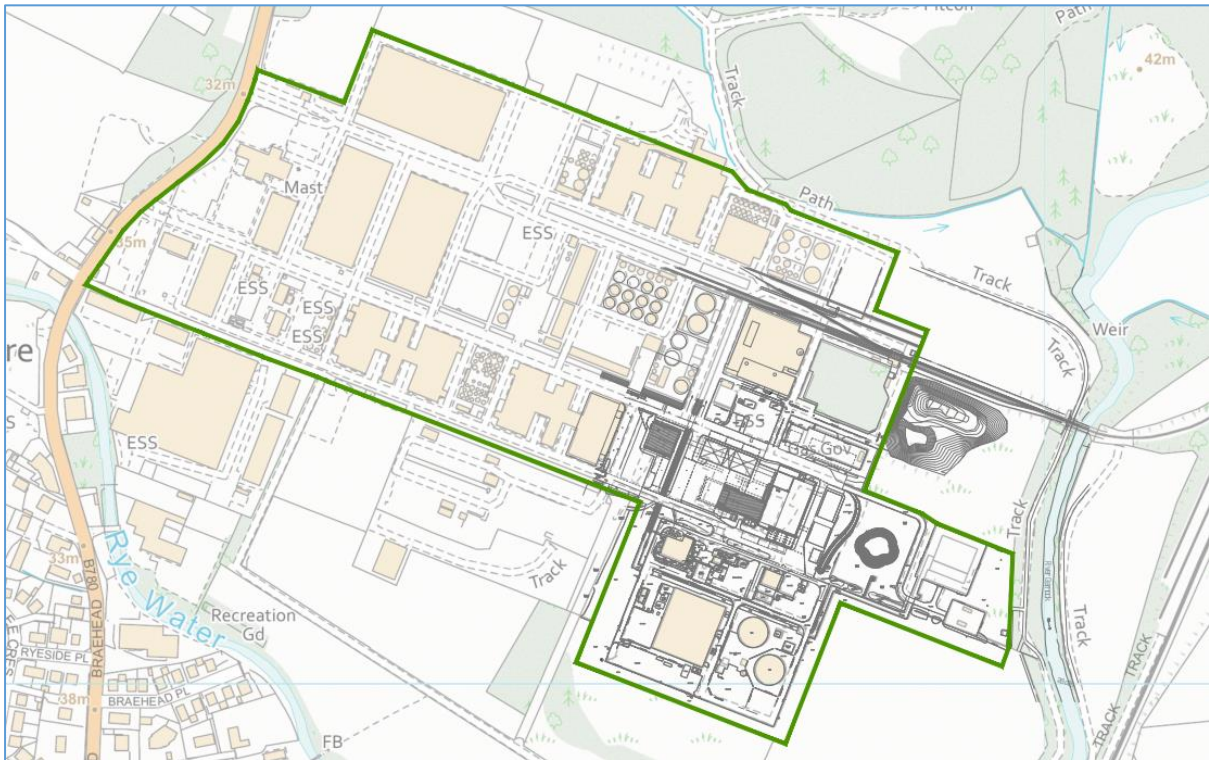 Pitcon
Path
42m
32m
Track
Mast
Path
ESS
35m
Track
ESS
ESS
ESS
Weir
re
Track
ESS
ESS
Gas Gov
Track
Rye Water
Track
33m
BRAEHEAD B780
Recreation
Gd
Track
RYESIDE PL
BRAEHEAD PL
38m
TRACK
TRACK
FB